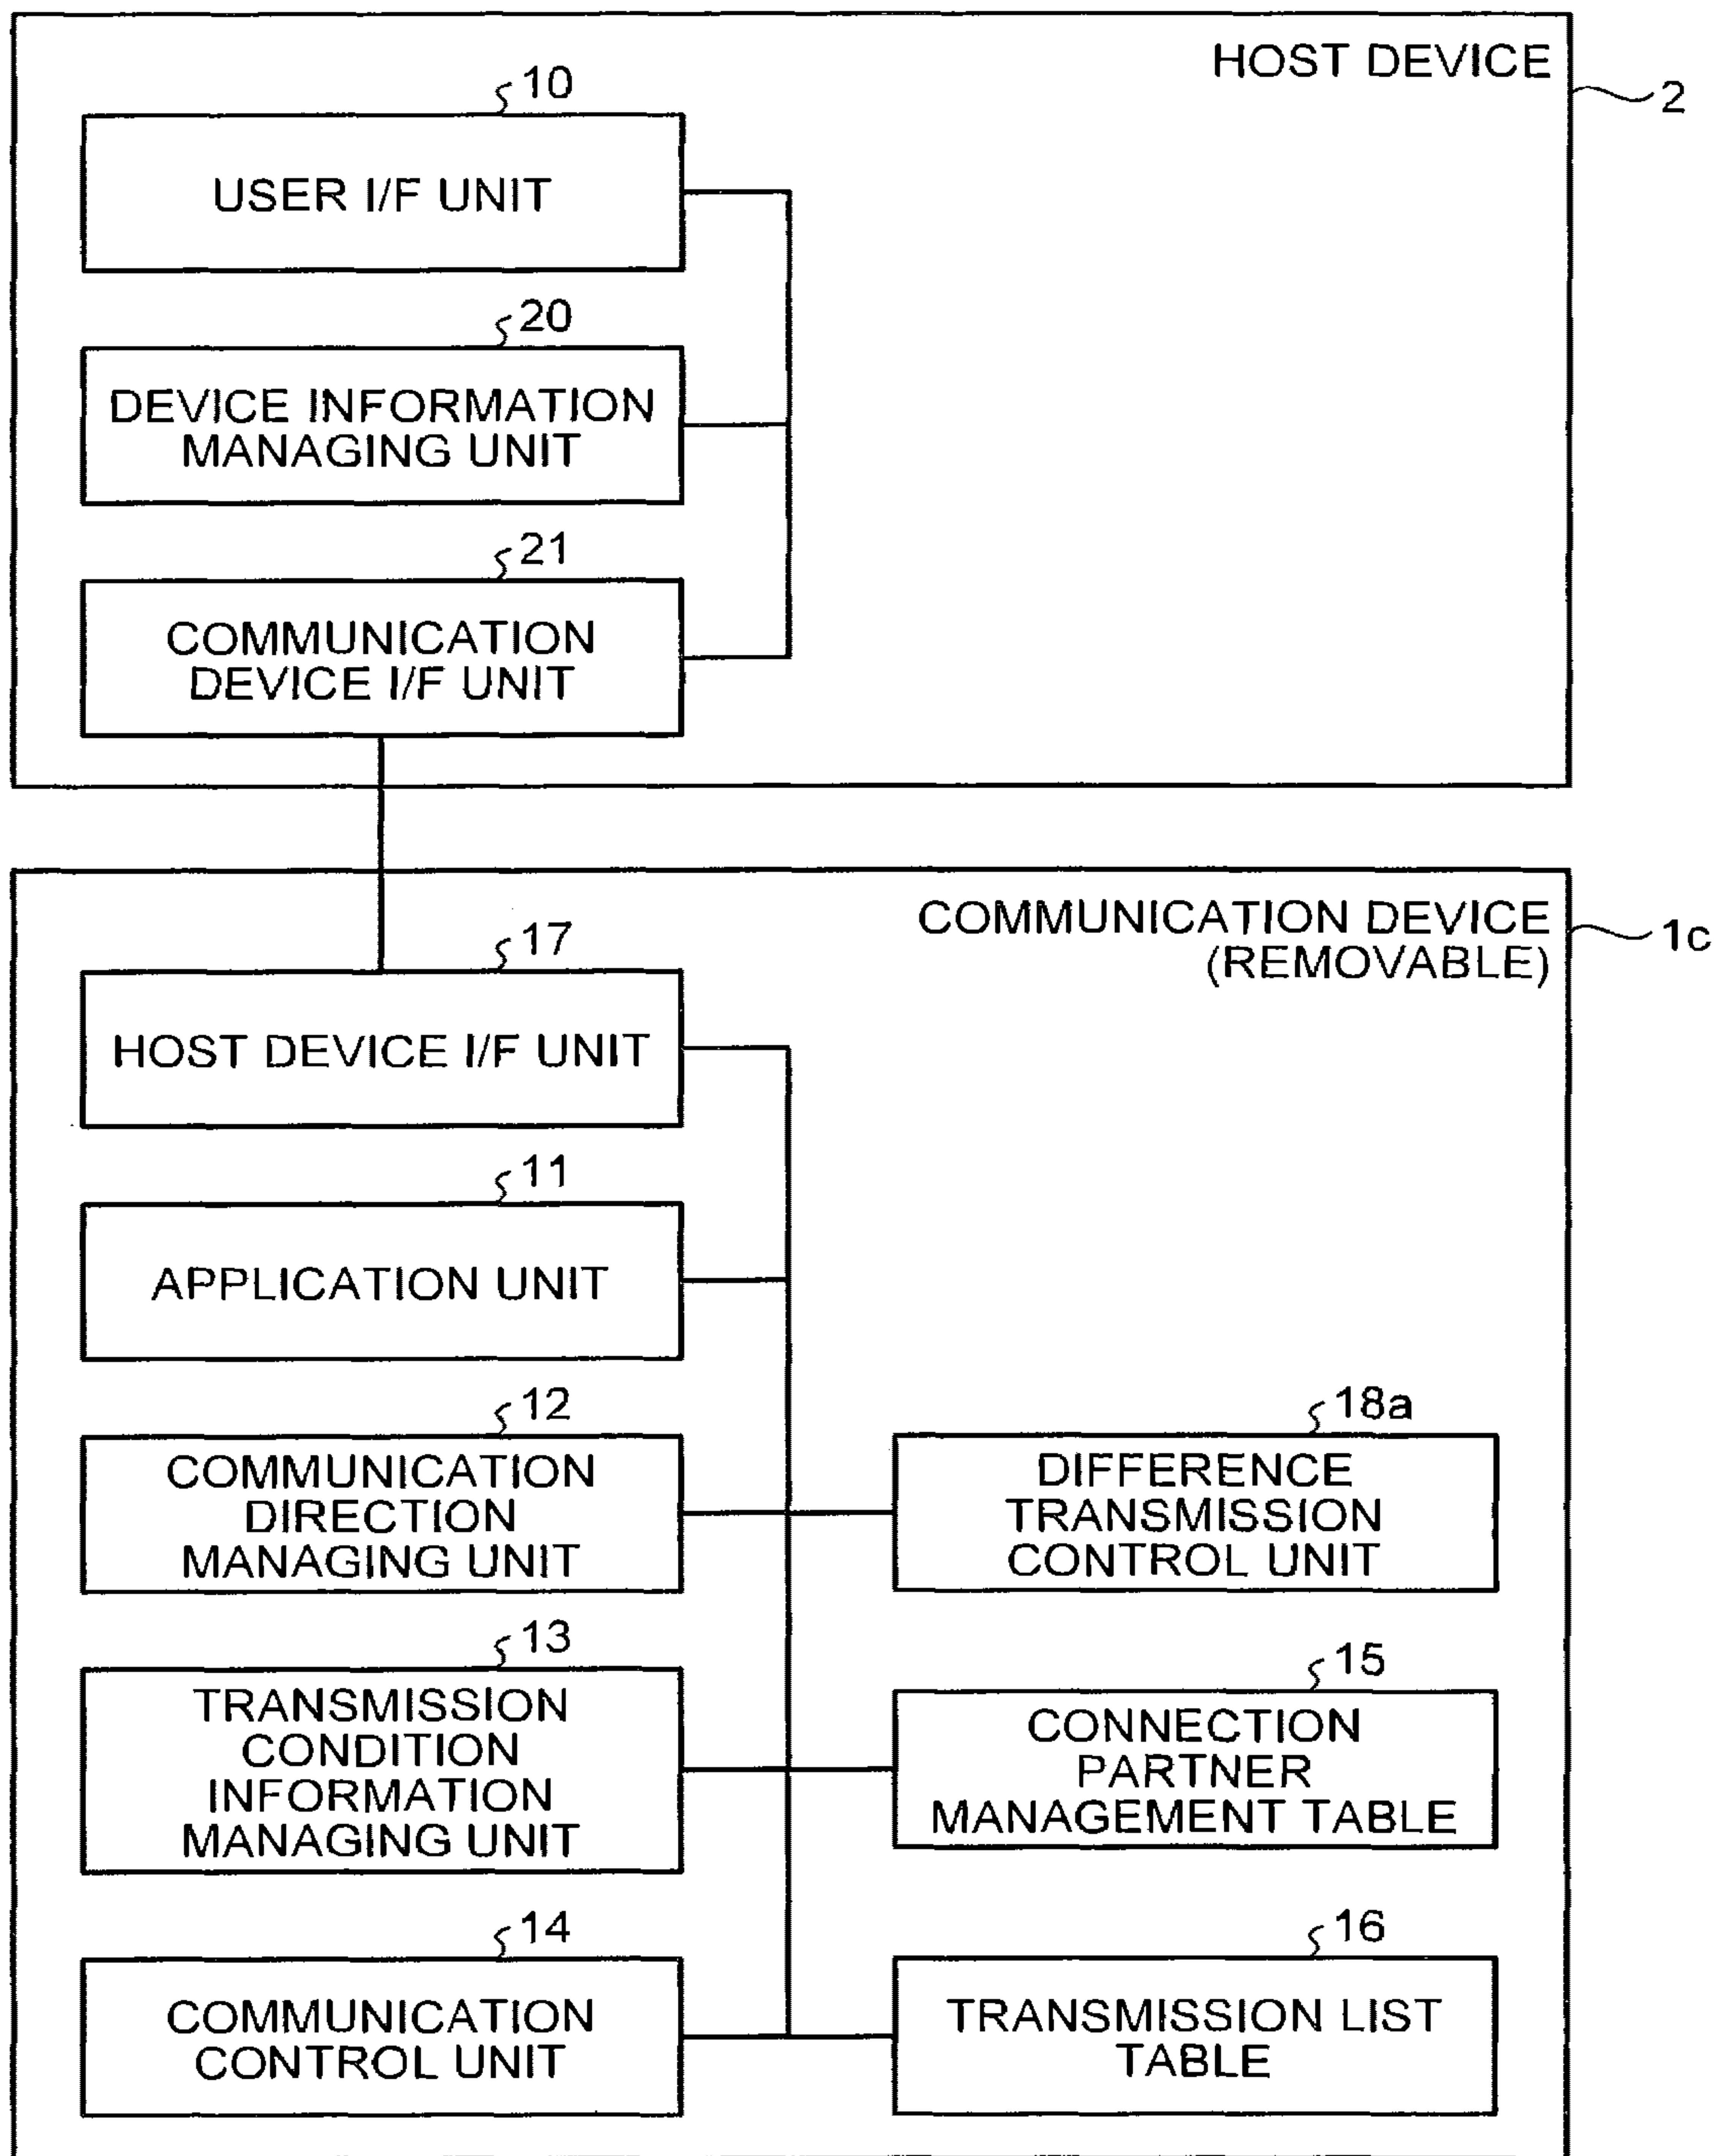 HOST DEVICE
2
10
USER I/F UNIT
20
DEVICE INFORMATION
MANAGING UNIT
21
COMMUNICATION
DEVICE I/F UNIT
COMMUNICATION DEVICE
(REMOVABLE)
1c
17
HOST DEVICE I/F UNIT
11
APPLICATION UNIT
12
COMMUNICATION
DIRECTION
MANAGING UNIT
18a
DIFFERENCE
TRANSMISSION
CONTROL UNIT
13
TRANSMISSION
CONDITION
INFORMATION
MANAGING UNIT
15
CONNECTION
PARTNER
MANAGEMENT TABLE
14
COMMUNICATION
CONTROL UNIT
16
TRANSMISSION LIST
TABLE